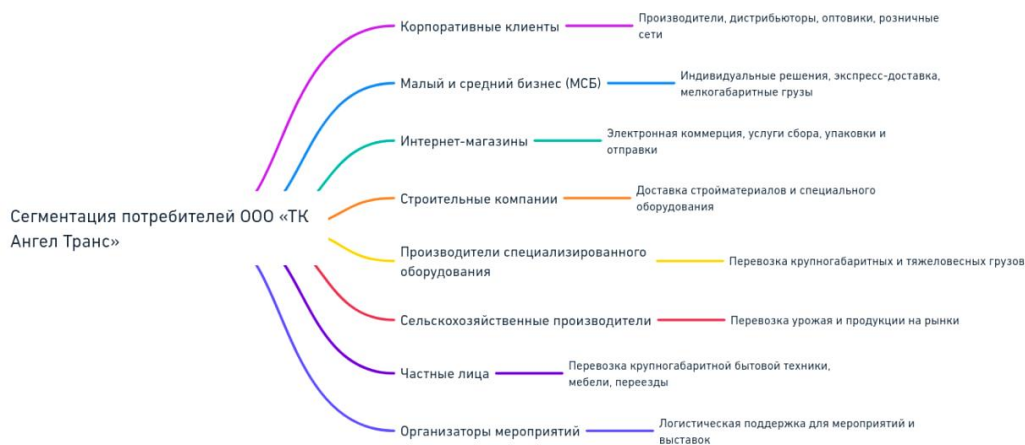 Сегментация потребителей ООО «ТК
Ангел Транс»
Корпоративные клиенты
Производители, дистрибьюторы, оптовики, розничные
сети
Малый и средний бизнес (МСБ)
Индивидуальные решения, экспресс-доставка,
мелкогабаритные грузы
Интернет-магазины
Электронная коммерция, услуги сбора, упаковки и
отправки
Строительные компании
Доставка стройматериалов и специального
оборудования
Производители специализированного
оборудования
Перевозка крупногабаритных и тяжеловесных грузов
Сельскохозяйственные производители
Перевозка урожая и продукции на рынки
Частные лица
Перевозка крупногабаритной бытовой техники,
мебели, переезды
Организаторы мероприятий
Логистическая поддержка для мероприятий и
выставок